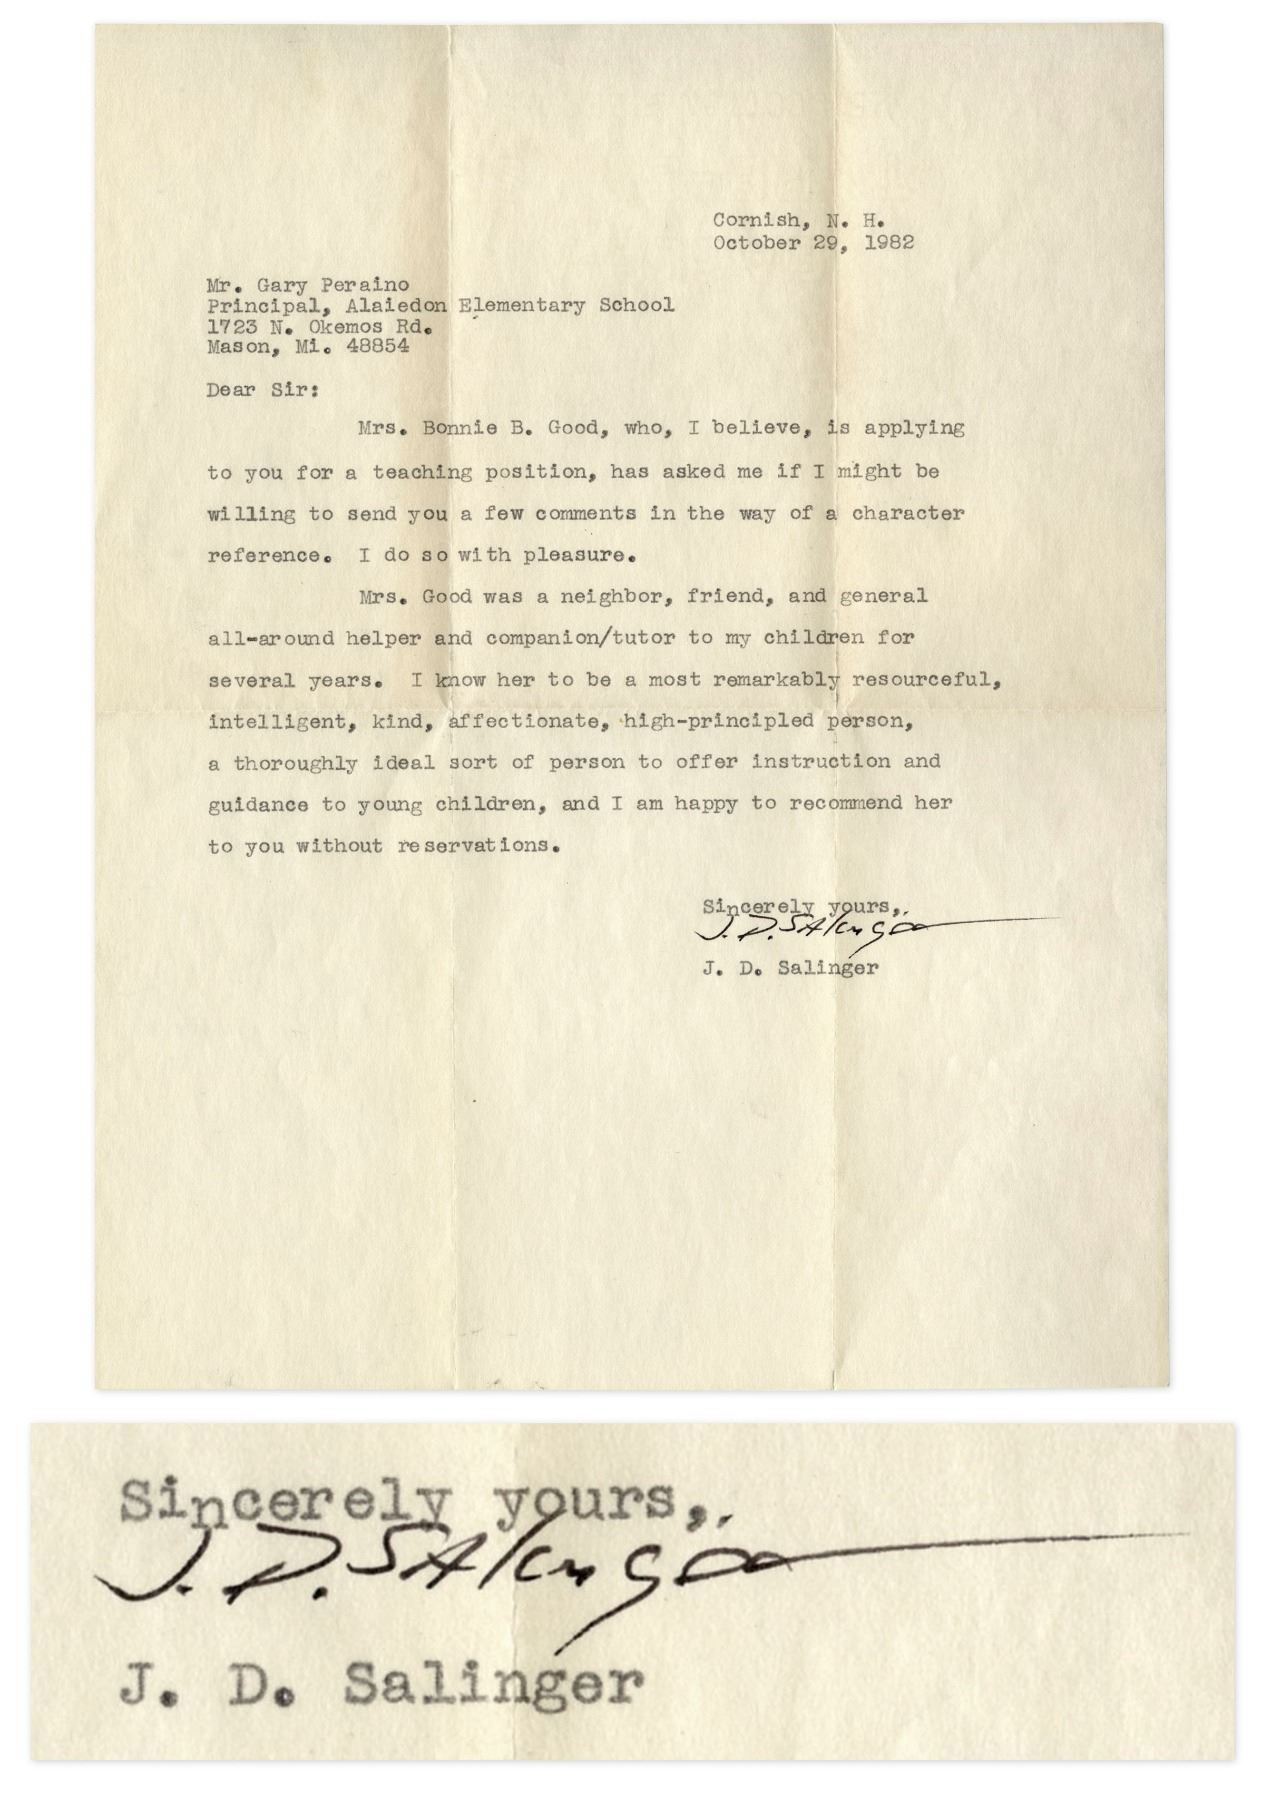 Cornish, N. H.
October 29, 1982
Mr. Gary Peraino
Principal, Alaiedon Elementary School
1723 N. Okemos Rd.
Mason, Mi. 48854
Dear Sir:
Mrs. Bonnie B. Good, who, I believe, is applying
to you for a teaching position, has asked me if I might be
willing to send you a few comments in the way of a character
reference. I do so with pleasure.
Mrs. Good was a neighbor, friend, and general
all-around helper and companion/tutor to my children for
several years. I know her to be a most remarkably resourceful,
intelligent, kind, affectionate, high-principled person,
a thoroughly ideal sort of person to offer instruction and
guidance to young children, and I am happy to recommend her
to you without reservations.
Sincerely yours,
J. D. Salinger
J. D. Salinger
Sincerely yours,
J. D. Salinger
J. D. Salinger